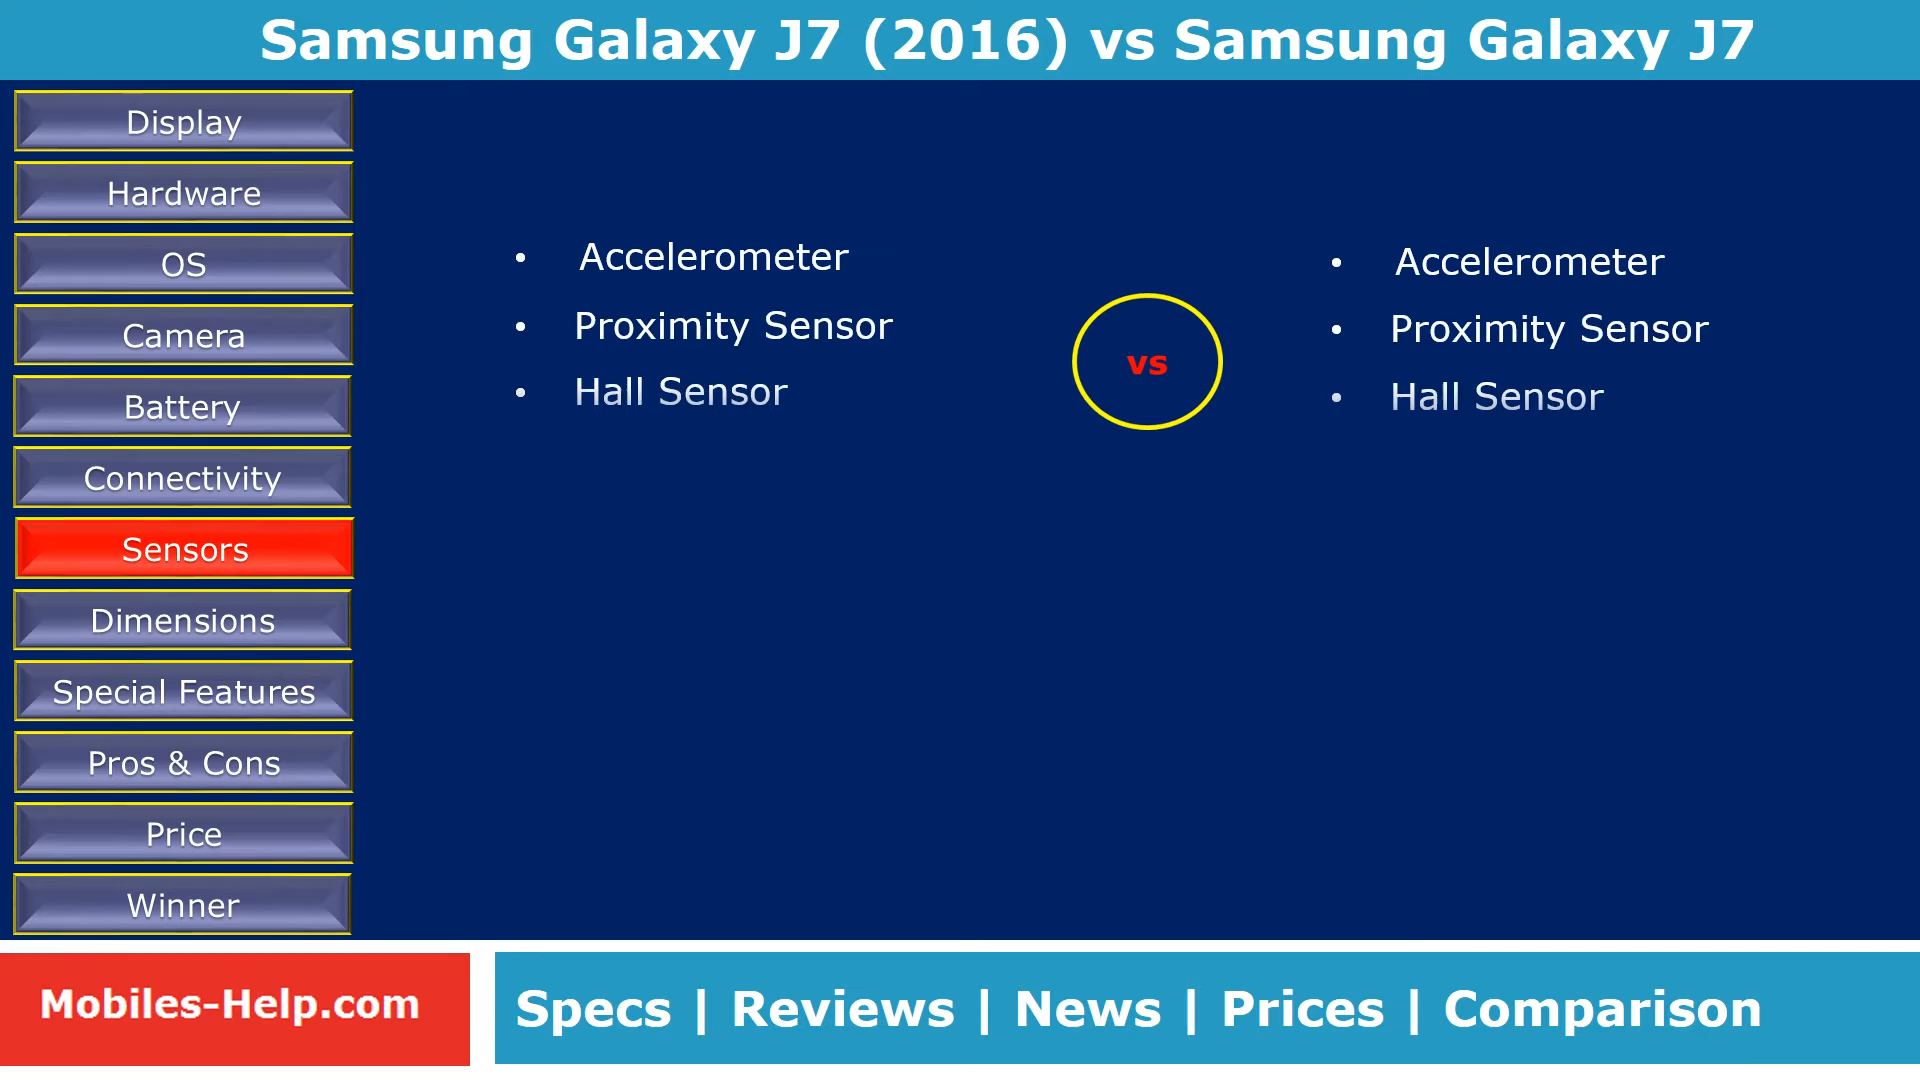 Samsung Galaxy J7 (2016) vs Samsung Galaxy J7
Display
Hardware
OS
Camera
Battery
Connectivity
Sensors
Dimensions
Special Features
Pros & Cons
Price
Winner
• Accelerometer
• Proximity Sensor
• Hall Sensor
vs
• Accelerometer
• Proximity Sensor
• Hall Sensor
Mobiles-Help.com
Specs | Reviews | News | Prices | Comparison